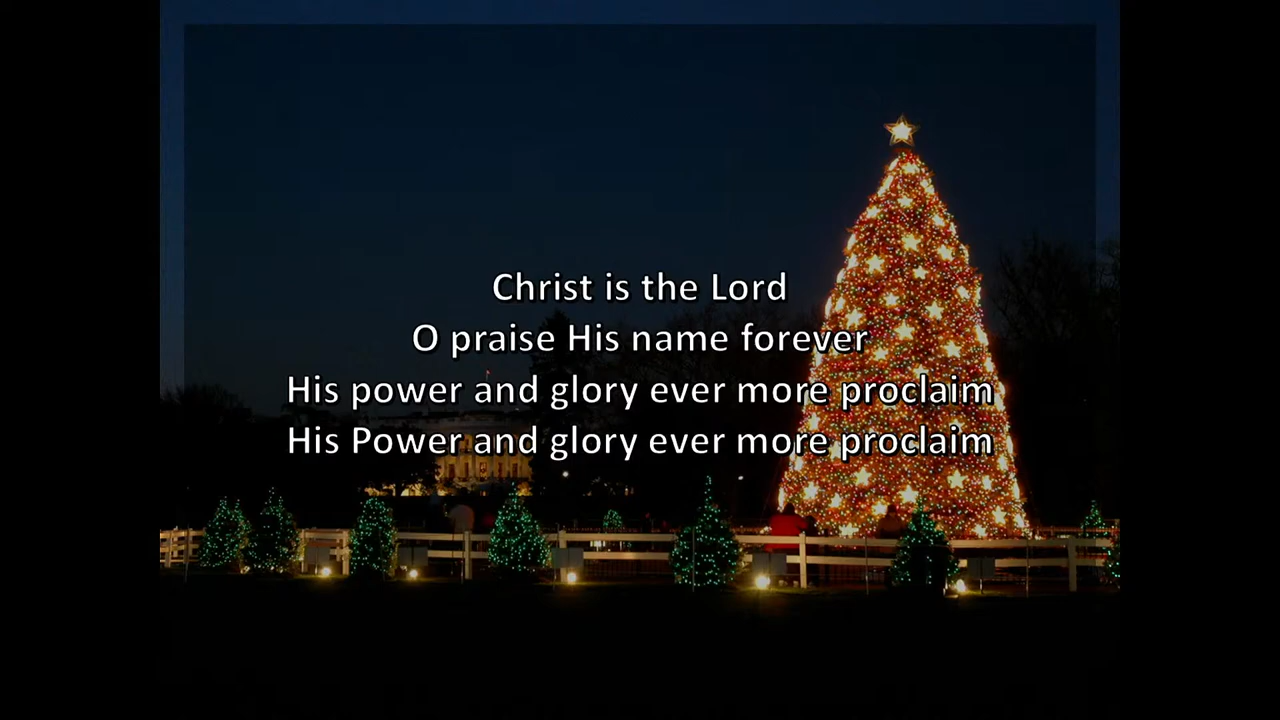 Christ is the Lord
O praise His name forever
His power and glory ever more proclaim
His Power and glory ever more proclaim